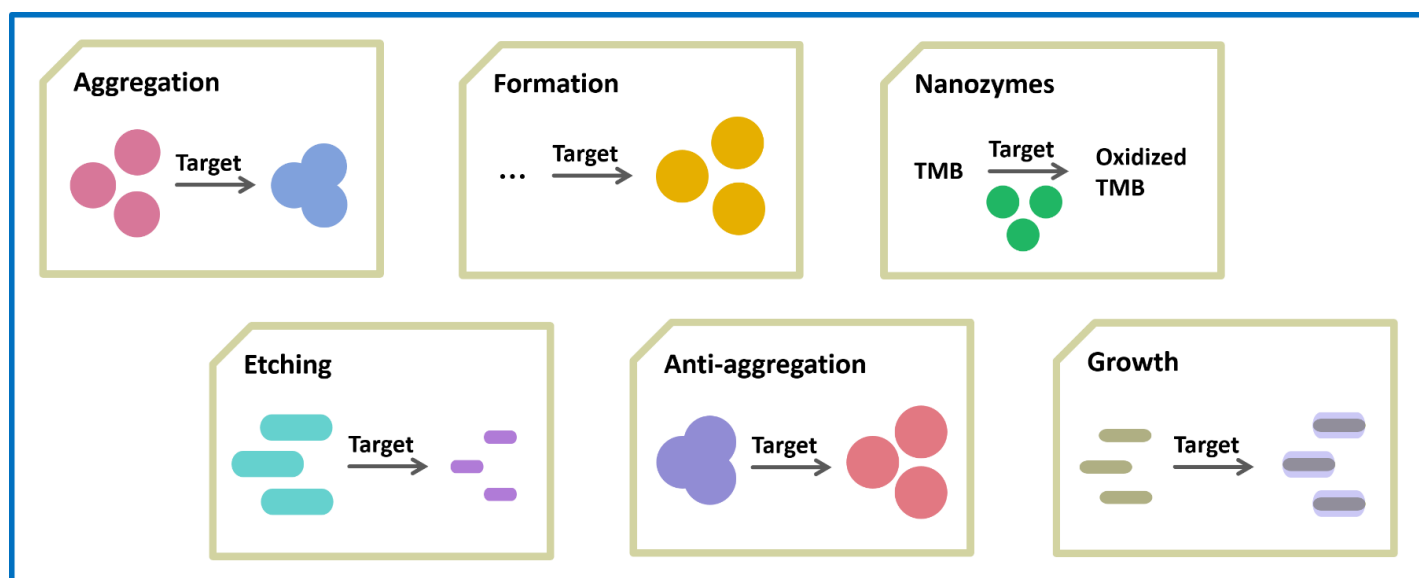 Aggregation
Target
Formation
...
Target
Nanozymes
TMB
Target
Oxidized
TMB
Etching
Target
Anti-aggregation
Target
Growth
Target